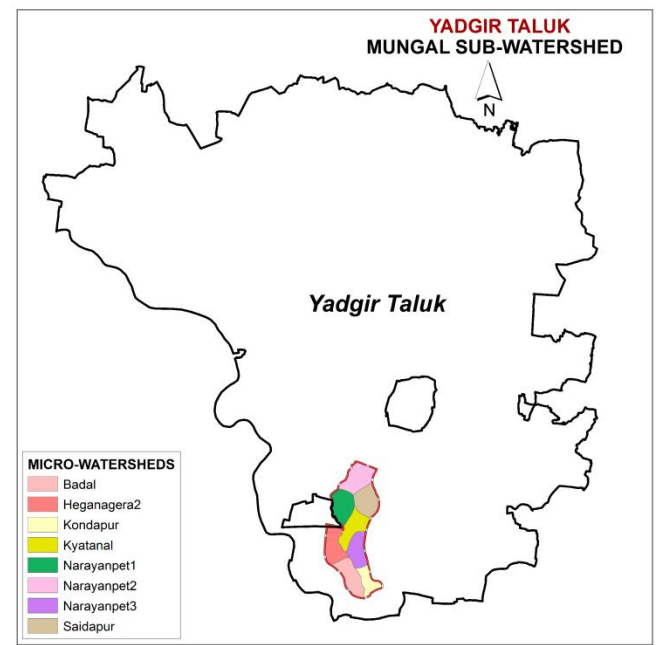 YADGIR TALUK
MUNGAL SUB-WATERSHED
N
Yadgir Taluk
MICRO-WATERSHEDS
Badal
Heganagera2
Kondapur
Kyatanal
Narayanpet1
Narayanpet2
Narayanpet3
Saidapur